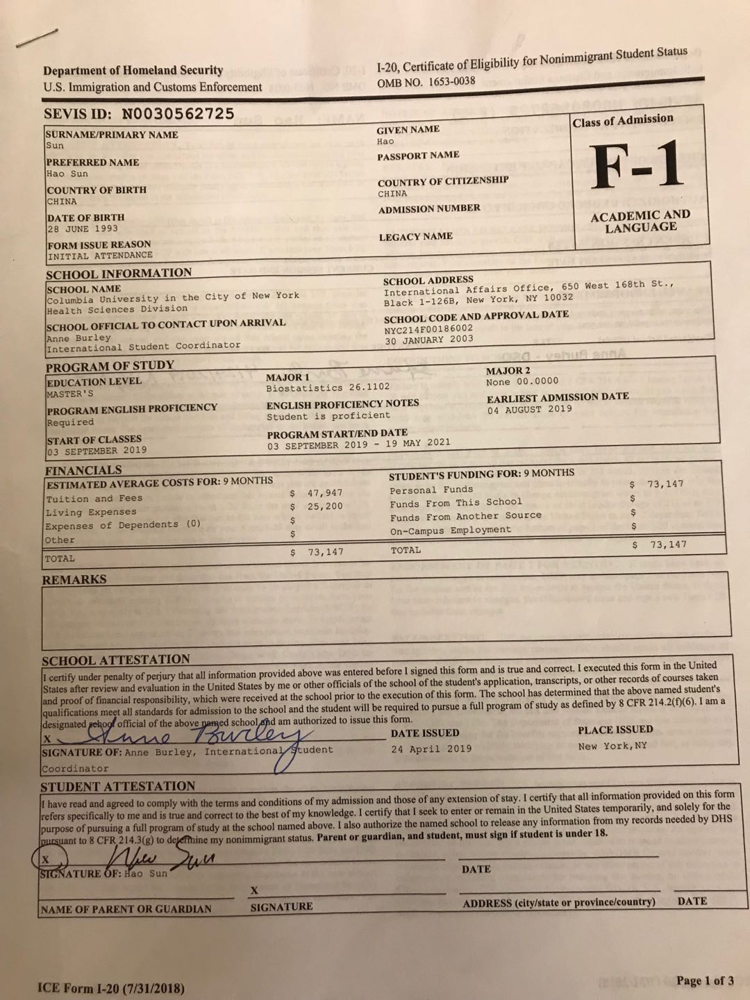 Department of Homeland Security
U.S. Immigration and Customs Enforcement
I-20, Certificate of Eligibility for Nonimmigrant Student Status
OMB NO. 1653-0038
SEVIS ID: N0030562725
SURNAME/PRIMARY NAME
Sun
GIVEN NAME
Hao
Class of Admission
PREFERRED NAME
Hao Sun
PASSPORT NAME
F-1
COUNTRY OF BIRTH
CHINA
COUNTRY OF CITIZENSHIP
CHINA
DATE OF BIRTH
28 JUNE 1993
ADMISSION NUMBER
ACADEMIC AND
LANGUAGE
FORM ISSUE REASON
INITIAL ATTENDANCE
LEGACY NAME
SCHOOL INFORMATION
SCHOOL NAME
Columbia University in the City of New York
Health Sciences Division
SCHOOL ADDRESS
International Affairs Office, 650 West 168th St.,
Black 1-126B, New York, NY 10032
SCHOOL OFFICIAL TO CONTACT UPON ARRIVAL
Anne Burley
International Student Coordinator
SCHOOL CODE AND APPROVAL DATE
NYC214F00186002
30 JANUARY 2003
PROGRAM OF STUDY
EDUCATION LEVEL
MASTER'S
MAJOR 1
Biostatistics 26.1102
MAJOR 2
None 00.0000
PROGRAM ENGLISH PROFICIENCY
Required
ENGLISH PROFICIENCY NOTES
Student is proficient
EARLIEST ADMISSION DATE
04 AUGUST 2019
START OF CLASSES
03 SEPTEMBER 2019
PROGRAM START/END DATE
03 SEPTEMBER 2019 - 19 MAY 2021
FINANCIALS
ESTIMATED AVERAGE COSTS FOR: 9 MONTHS
Tuition and Fees $ 47,947
Living Expenses $ 25,200
Expenses of Dependents (0) $
Other $
TOTAL $ 73,147
STUDENT'S FUNDING FOR: 9 MONTHS
Personal Funds $ 73,147
Funds From This School $
Funds From Another Source $
On-Campus Employment $
TOTAL $ 73,147
REMARKS
SCHOOL ATTESTATION
I certify under penalty of perjury that all information provided above was entered before I signed this form and is true and correct. I executed this form in the United
States after review and evaluation in the United States by me or other officials of the school of the student's application, transcripts, or other records of courses taken
and proof of financial responsibility, which were received at the school prior to the execution of this form. The school has determined that the above named student's
qualifications meet all standards for admission to the school and the student will be required to pursue a full program of study as defined by 8 CFR 214.2(f)(6). I am a
designated school official of the above named school and am authorized to issue this form.
X Anne Burley
SIGNATURE OF: Anne Burley, International Student
Coordinator
DATE ISSUED
24 April 2019
PLACE ISSUED
New York,NY
STUDENT ATTESTATION
I have read and agreed to comply with the terms and conditions of my admission and those of any extension of stay. I certify that all information provided on this form
refers specifically to me and is true and correct to the best of my knowledge. I certify that I seek to enter or remain in the United States temporarily, and solely for the
purpose of pursuing a full program of study at the school named above. I also authorize the named school to release any information from my records needed by DHS
pursuant to 8 CFR 214.3(g) to determine my nonimmigrant status. Parent or guardian, and student, must sign if student is under 18.
X Hao Sun
SIGNATURE OF: Hao Sun
DATE
X
NAME OF PARENT OR GUARDIAN
SIGNATURE
ADDRESS (city/state or province/country)
DATE
ICE Form I-20 (7/31/2018)
Page 1 of 3